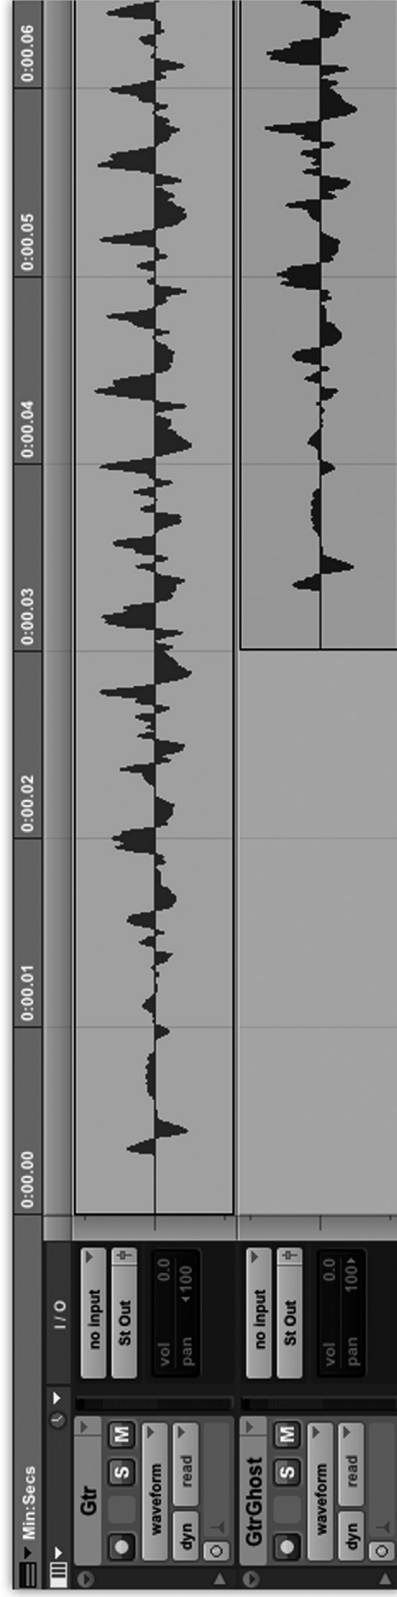 Min:Secs 0:00.00 0:00.01 0:00.02 0:00.03 0:00.04 0:00.05 0:00.06
I / O
Gtr
S M
waveform
dyn read
no input
St Out
vol 0.0
pan ◂100
GtrGhost
S M
waveform
dyn read
no input
St Out
vol 0.0
pan 100▸